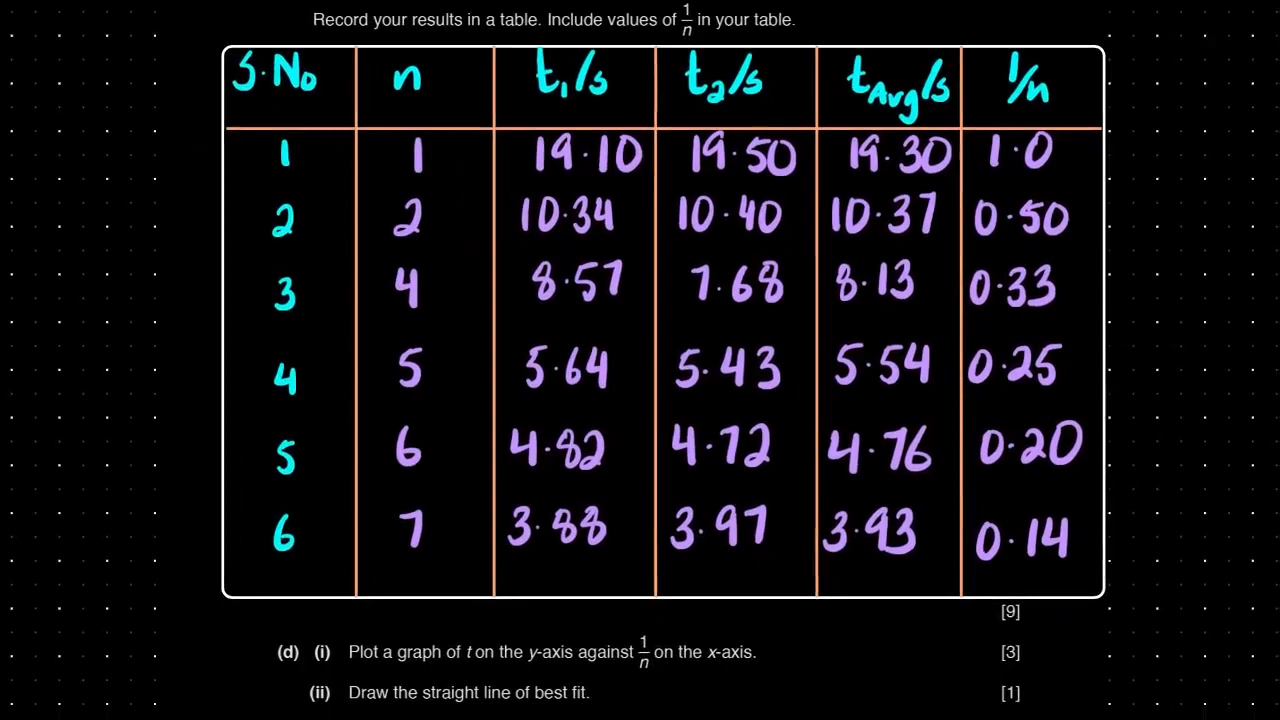 Record your results in a table. Include values of 1/n in your table.
S.No n t₁/s t₂/s tAvg/s 1/n
1 1 19.10 19.50 19.30 1.0
2 2 10.34 10.40 10.37 0.50
3 4 8.57 7.68 8.13 0.33
4 5 5.64 5.43 5.54 0.25
5 6 4.82 4.72 4.76 0.20
6 7 3.88 3.97 3.93 0.14
[9]
(d) (i) Plot a graph of t on the y-axis against 1/n on the x-axis. [3]
(ii) Draw the straight line of best fit. [1]